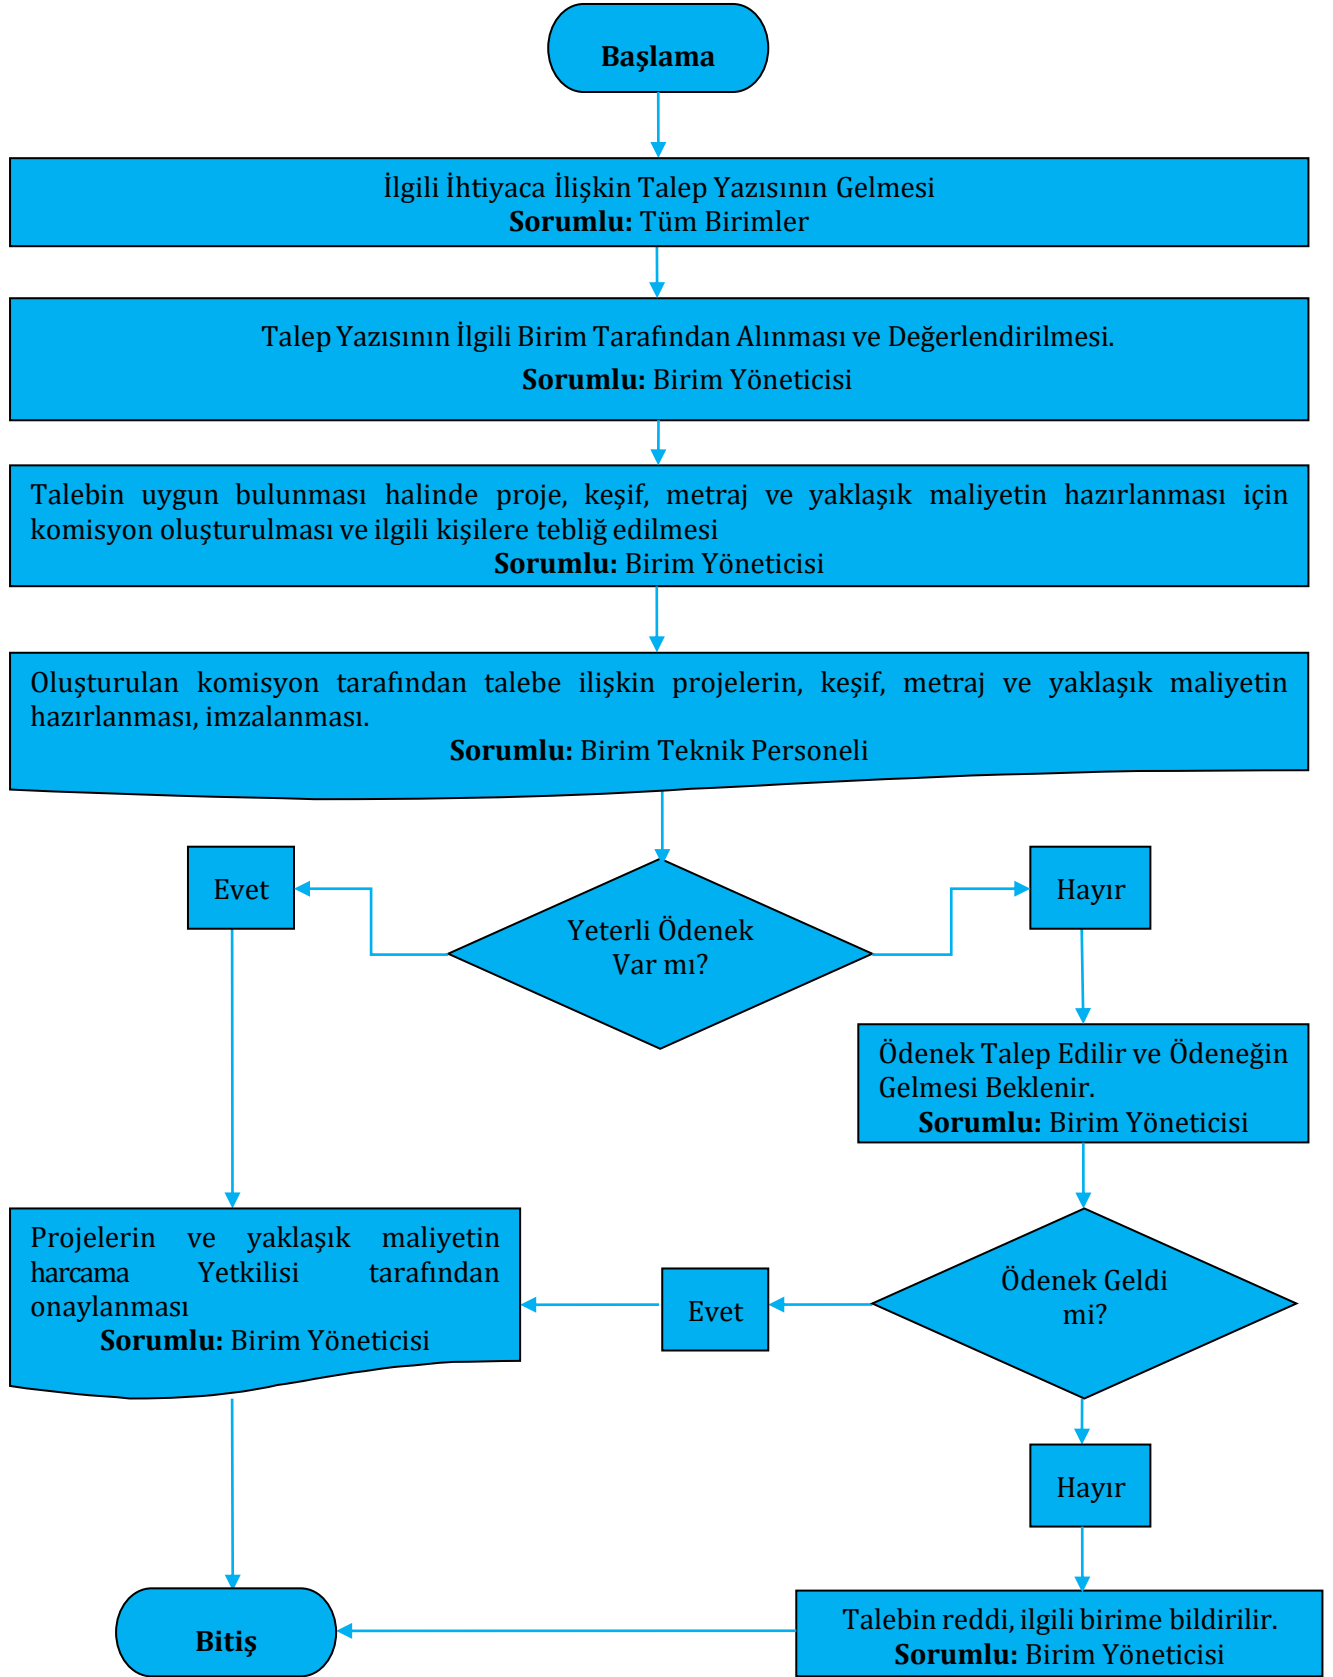 Başlama
İlgili İhtiyaca İlişkin Talep Yazısının Gelmesi
Sorumlu: Tüm Birimler
Talep Yazısının İlgili Birim Tarafından Alınması ve Değerlendirilmesi.
Sorumlu: Birim Yöneticisi
Talebin uygun bulunması halinde proje, keşif, metraj ve yaklaşık maliyetin hazırlanması için
komisyon oluşturulması ve ilgili kişilere tebliğ edilmesi
Sorumlu: Birim Yöneticisi
Oluşturulan komisyon tarafından talebe ilişkin projelerin, keşif, metraj ve yaklaşık maliyetin
hazırlanması, imzalanması.
Sorumlu: Birim Teknik Personeli
Evet
Yeterli Ödenek
Var mı?
Hayır
Ödenek Talep Edilir ve Ödeneğin
Gelmesi Beklenir.
Sorumlu: Birim Yöneticisi
Projelerin ve yaklaşık maliyetin
harcama Yetkilisi tarafından
onaylanması
Sorumlu: Birim Yöneticisi
Evet
Ödenek Geldi
mi?
Hayır
Talebin reddi, ilgili birime bildirilir.
Sorumlu: Birim Yöneticisi
Bitiş